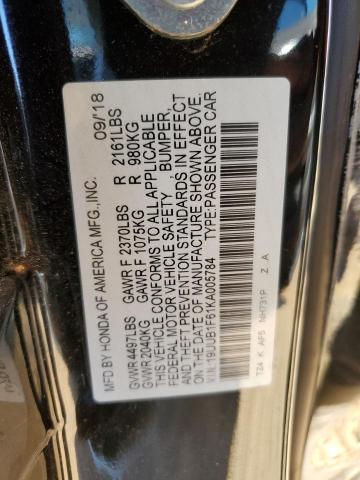 MFD BY HONDA OF AMERICA MFG.,INC. 09/'18
GVWR 4497LBS GAWR F 2370LBS R 2161LBS
GVWR 2040KG GAWR F 1075KG R 980KG
THIS VEHICLE CONFORMS TO ALL APPLICABLE
FEDERAL MOTOR VEHICLE SAFETY, BUMPER,
AND THEFT PREVENTION STANDARDS IN EFFECT
ON THE DATE OF MANUFACTURE SHOWN ABOVE.
V.I.N.:19UUB1F61KA005784 TYPE:PASSENGER CAR
TZ4 K AF5 NH731P Z A